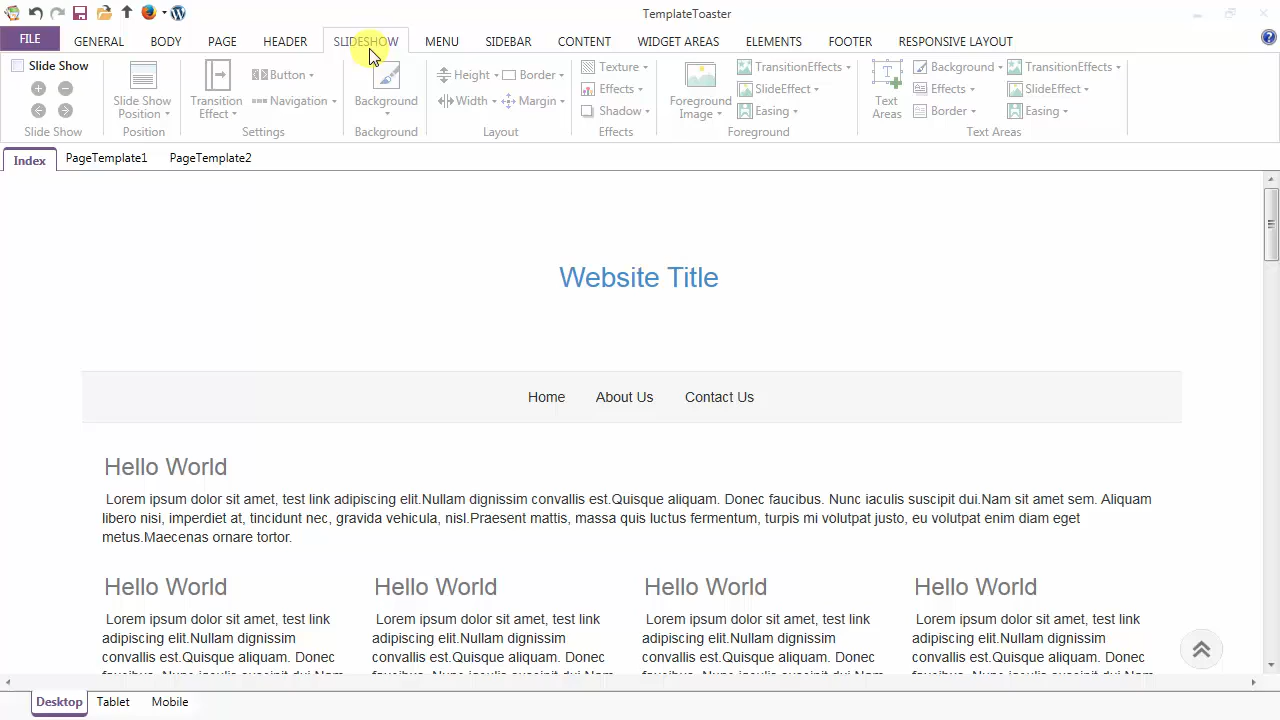 TemplateToaster
FILE GENERAL BODY PAGE HEADER SLIDESHOW MENU SIDEBAR CONTENT WIDGET AREAS ELEMENTS FOOTER RESPONSIVE LAYOUT
Slide Show
Slide Show
Slide Show Position
Position
Transition Effect
Button
Navigation
Settings
Background
Background
Height Border
Width Margin
Layout
Texture
Effects
Shadow
Effects
Foreground Image
TransitionEffects
SlideEffect
Easing
Foreground
Text Areas
Background TransitionEffects
Effects SlideEffect
Border Easing
Text Areas
Index PageTemplate1 PageTemplate2
Website Title
Home About Us Contact Us
Hello World
Lorem ipsum dolor sit amet, test link adipiscing elit.Nullam dignissim convallis est.Quisque aliquam. Donec faucibus. Nunc iaculis suscipit dui.Nam sit amet sem. Aliquam
libero nisi, imperdiet at, tincidunt nec, gravida vehicula, nisl.Praesent mattis, massa quis luctus fermentum, turpis mi volutpat justo, eu volutpat enim diam eget
metus.Maecenas ornare tortor.
Hello World Hello World Hello World Hello World
Lorem ipsum dolor sit amet, test link Lorem ipsum dolor sit amet, test link Lorem ipsum dolor sit amet, test link Lorem ipsum dolor sit amet, test link
adipiscing elit.Nullam dignissim adipiscing elit.Nullam dignissim adipiscing elit.Nullam dignissim adipiscing elit.Nullam dignissim
convallis est.Quisque aliquam. Donec convallis est.Quisque aliquam. Donec convallis est.Quisque aliquam. Donec convallis est.Quisque aliquam. Donec
Desktop Tablet Mobile